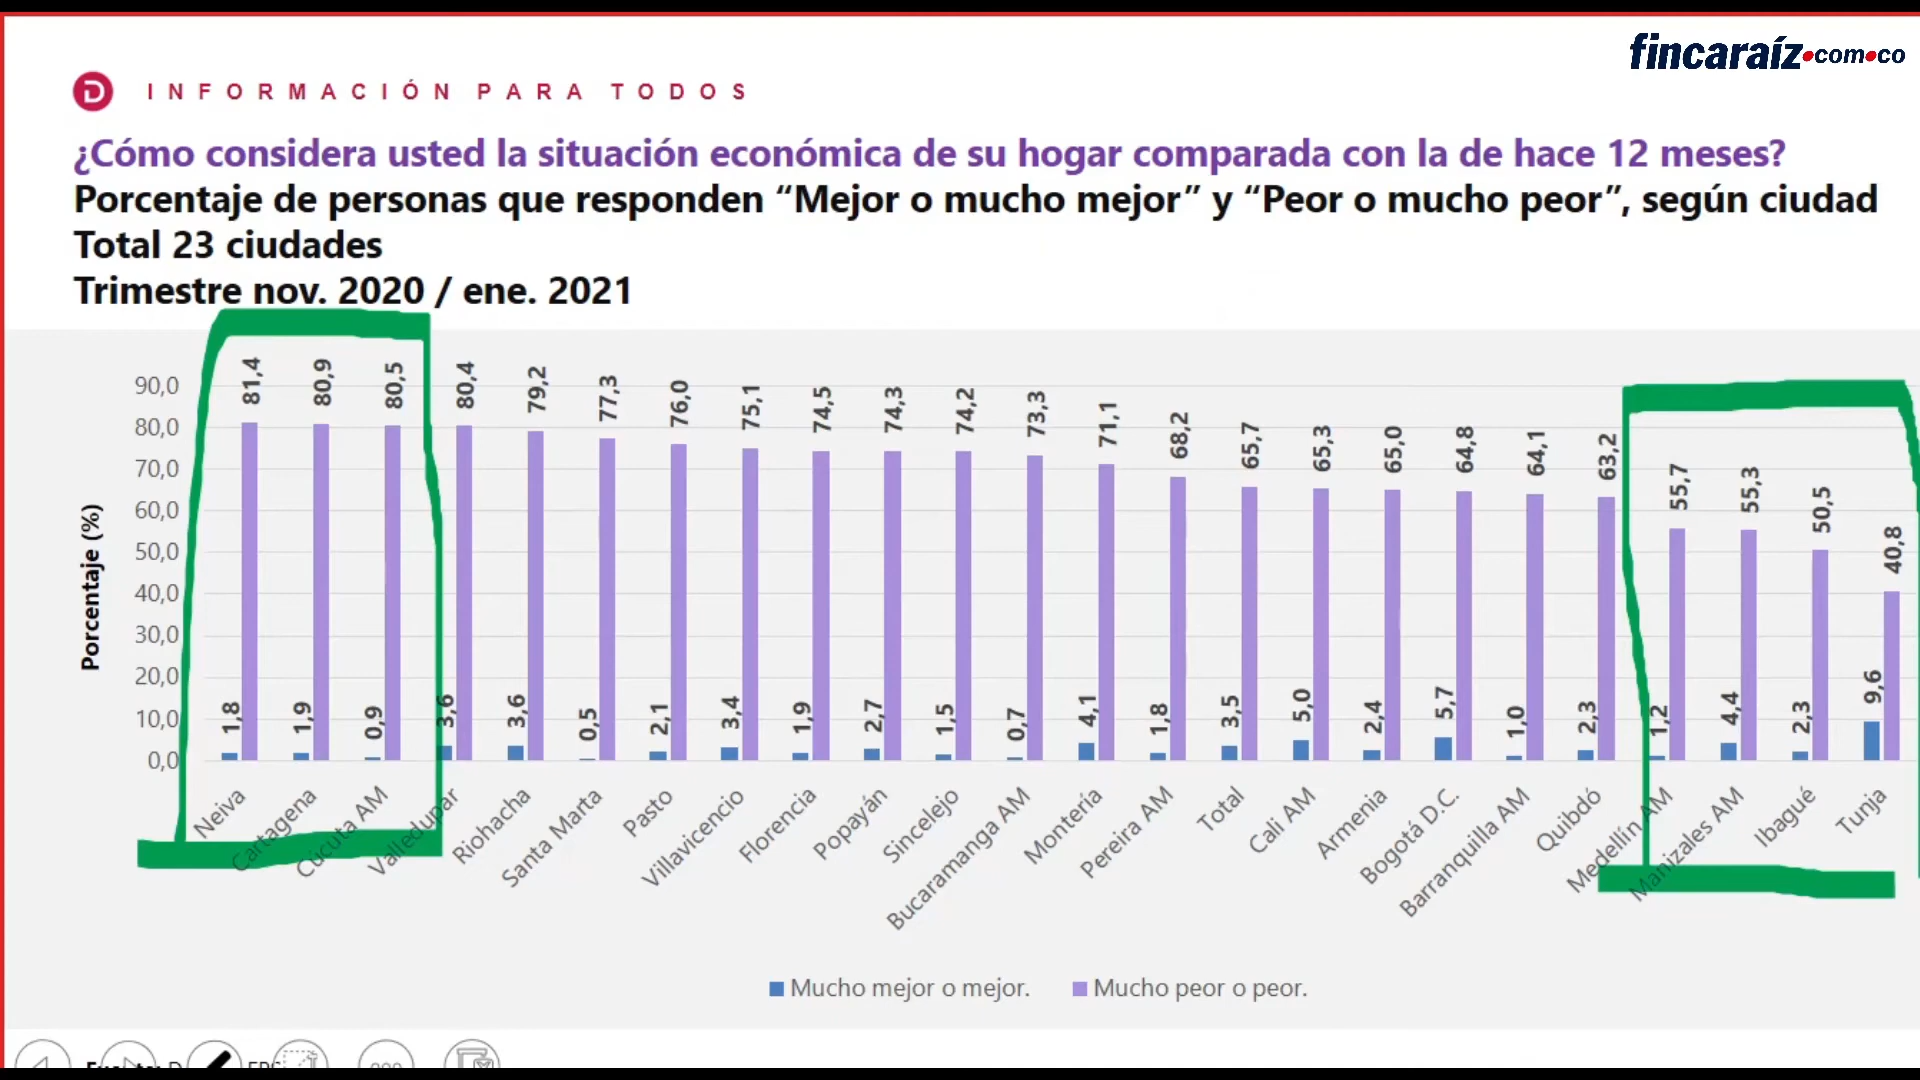 fincaraíz.com.co
INFORMACIÓN PARA TODOS
¿Cómo considera usted la situación económica de su hogar comparada con la de hace 12 meses?
Porcentaje de personas que responden “Mejor o mucho mejor” y “Peor o mucho peor”, según ciudad
Total 23 ciudades
Trimestre nov. 2020 / ene. 2021
Porcentaje (%)
90,0
80,0
70,0
60,0
50,0
40,0
30,0
20,0
10,0
0,0
81,4 80,9 80,5 80,4 79,2 77,3 76,0 75,1 74,5 74,3 74,2 73,3 71,1 68,2 65,7 65,3 65,0 64,8 64,1 63,2 55,7 55,3 50,5 40,8
1,8 1,9 0,9 3,6 3,6 0,5 2,1 3,4 1,9 2,7 1,5 0,7 4,1 1,8 3,5 5,0 2,4 5,7 1,0 2,3 1,2 4,4 2,3 9,6
Neiva
Cartagena
Cúcuta AM
Valledupar
Riohacha
Santa Marta
Pasto
Villavicencio
Florencia
Popayán
Sincelejo
Bucaramanga AM
Montería
Pereira AM
Total
Cali AM
Armenia
Bogotá D.C.
Barranquilla AM
Quibdó
Medellín AM
Manizales AM
Ibagué
Tunja
Mucho mejor o mejor.
Mucho peor o peor.